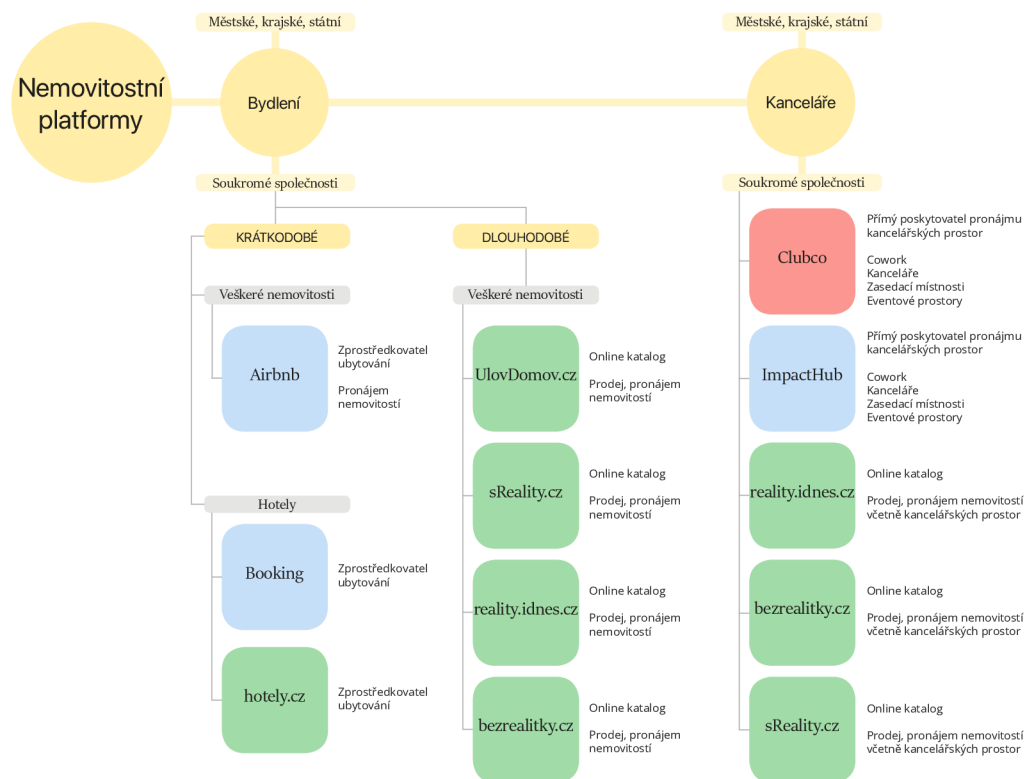 Nemovitostní
platformy
Městské, krajské, státní
Bydlení
Soukromé společnosti
KRÁTKODOBÉ
Veškeré nemovitosti
Airbnb
Zprostředkovatel
ubytování
Pronájem
nemovitostí
Hotely
Booking
Zprostředkovatel
ubytování
hotely.cz
Zprostředkovatel
ubytování
DLOUHODOBÉ
Veškeré nemovitosti
UlovDomov.cz
Online katalog
Prodej, pronájem
nemovitostí
sReality.cz
Online katalog
Prodej, pronájem
nemovitostí
reality.idnes.cz
Online katalog
Prodej, pronájem
nemovitostí
bezrealitky.cz
Online katalog
Prodej, pronájem
nemovitostí
Městské, krajské, státní
Kanceláře
Soukromé společnosti
Clubco
Přímý poskytovatel pronájmu
kancelářských prostor
Cowork
Kanceláře
Zasedací místnosti
Eventové prostory
ImpactHub
Přímý poskytovatel pronájmu
kancelářských prostor
Cowork
Kanceláře
Zasedací místnosti
Eventové prostory
reality.idnes.cz
Online katalog
Prodej, pronájem nemovitostí
včetně kancelářských prostor
bezrealitky.cz
Online katalog
Prodej, pronájem nemovitostí
včetně kancelářských prostor
sReality.cz
Online katalog
Prodej, pronájem nemovitostí
včetně kancelářských prostor